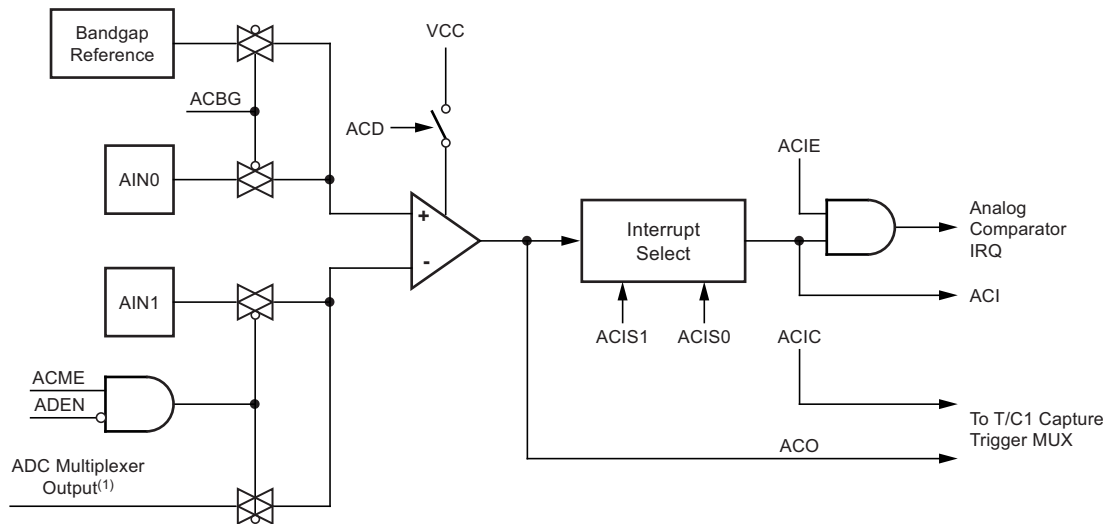 Bandgap
Reference
VCC
ACBG
ACD
AIN0
ACIE
+
Interrupt
Select
Analog
Comparator
IRQ
-
AIN1
ACI
ACIS1
ACIS0
ACIC
ACME
ADEN
To T/C1 Capture
Trigger MUX
ACO
ADC Multiplexer
Output(1)